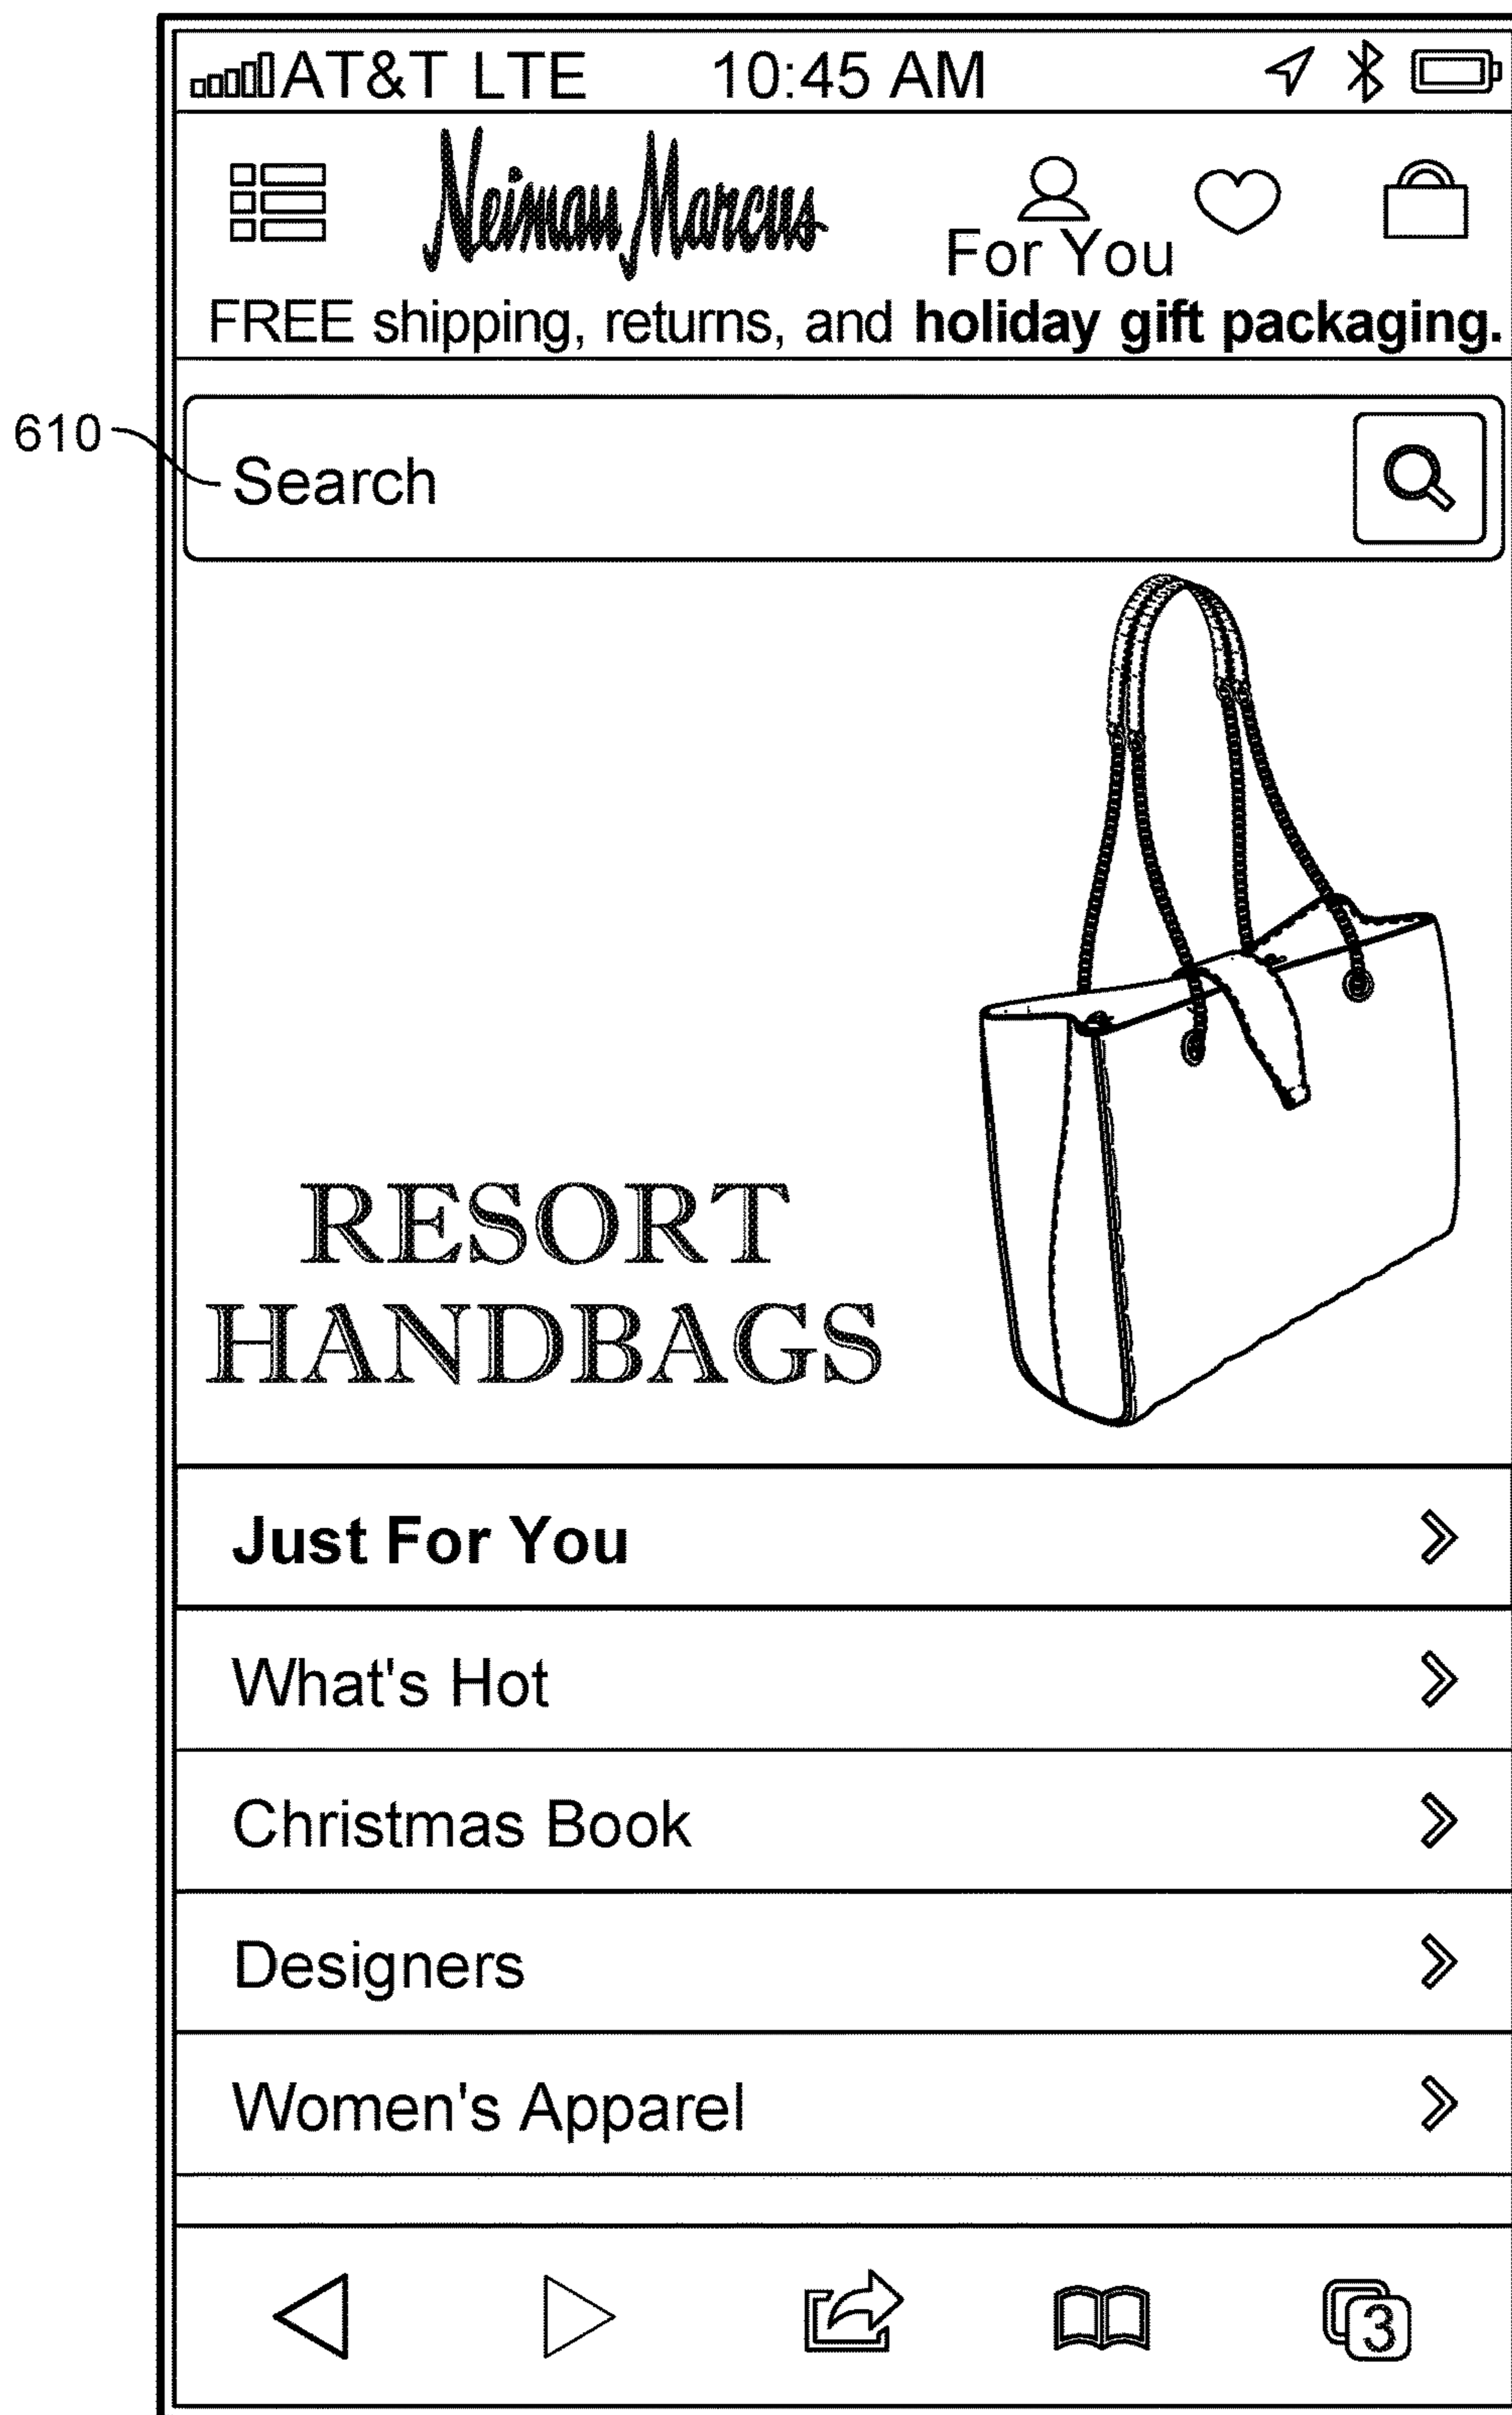 AT&T LTE 10:45 AM
Neiman Marcus
For You
FREE shipping, returns, and holiday gift packaging.
610
Search
RESORT
HANDBAGS
Just For You
What's Hot
Christmas Book
Designers
Women's Apparel
3